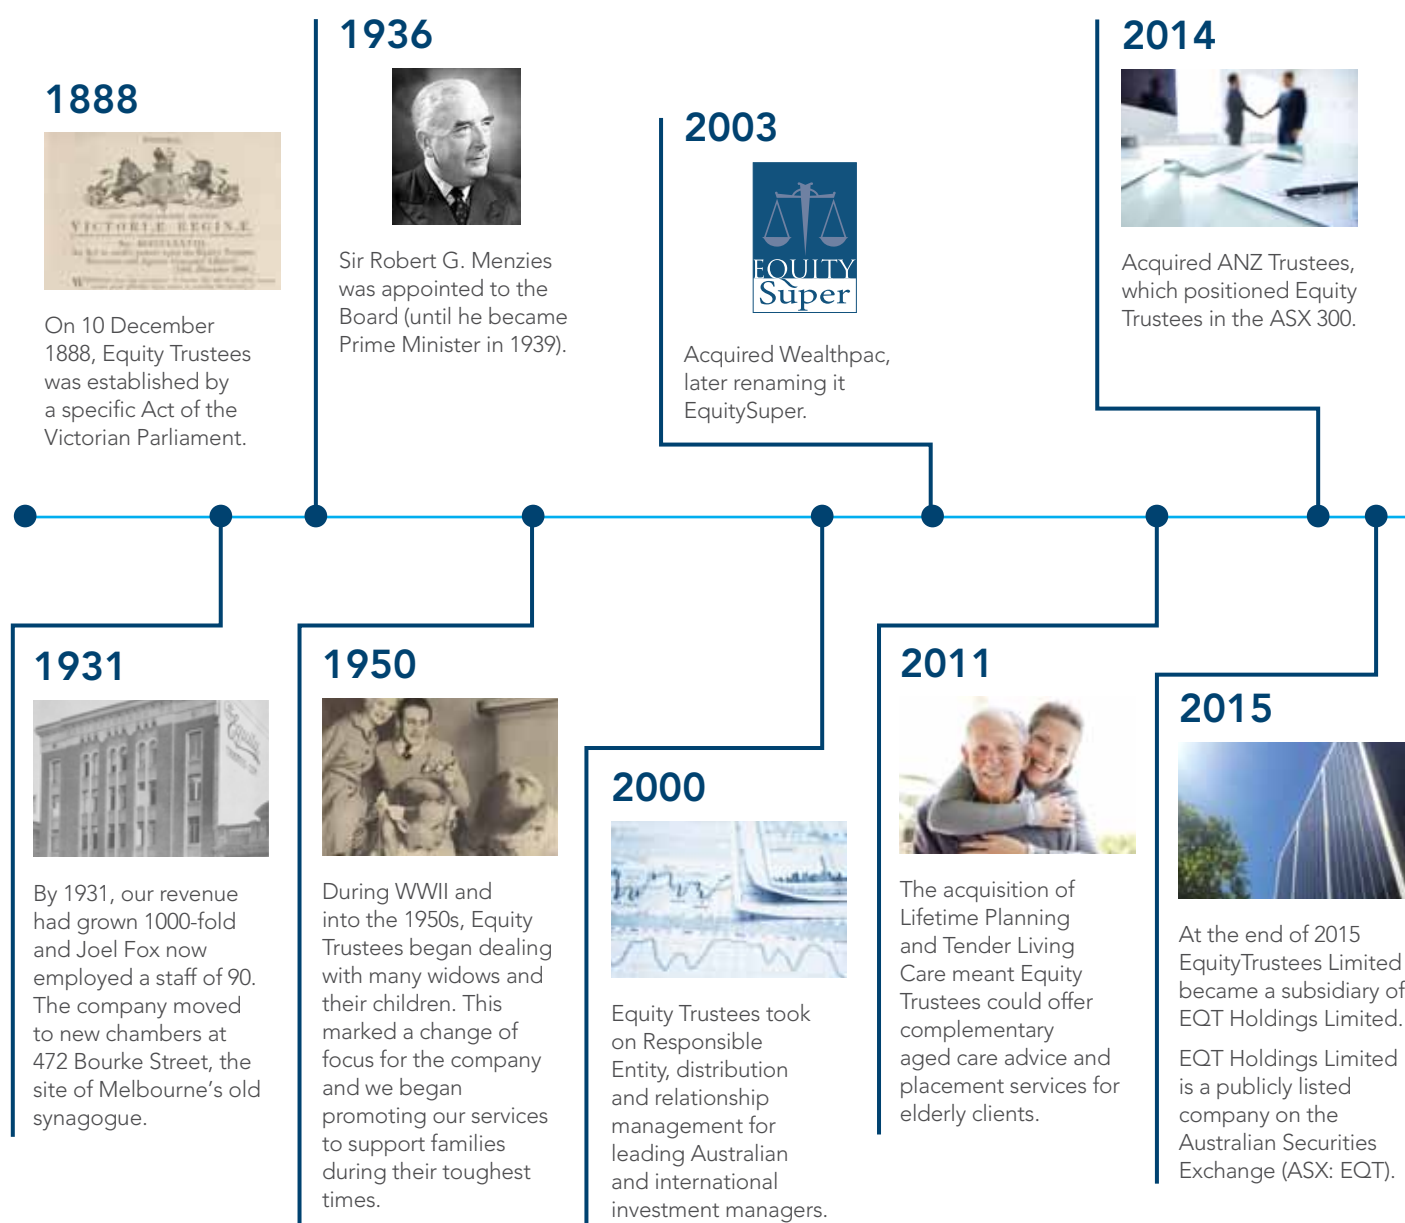 1888
VICTORIÆ REGINÆ.
On 10 December
1888, Equity Trustees
was established by
a specific Act of the
Victorian Parliament.
1936
Sir Robert G. Menzies
was appointed to the
Board (until he became
Prime Minister in 1939).
2003
EQUITY
Super
Acquired Wealthpac,
later renaming it
EquitySuper.
2014
Acquired ANZ Trustees,
which positioned Equity
Trustees in the ASX 300.
1931
Equity
By 1931, our revenue
had grown 1000-fold
and Joel Fox now
employed a staff of 90.
The company moved
to new chambers at
472 Bourke Street, the
site of Melbourne’s old
synagogue.
1950
During WWII and
into the 1950s, Equity
Trustees began dealing
with many widows and
their children. This
marked a change of
focus for the company
and we began
promoting our services
to support families
during their toughest
times.
2000
Equity Trustees took
on Responsible
Entity, distribution
and relationship
management for
leading Australian
and international
investment managers.
2011
The acquisition of
Lifetime Planning
and Tender Living
Care meant Equity
Trustees could offer
complementary
aged care advice and
placement services for
elderly clients.
2015
At the end of 2015
EquityTrustees Limited
became a subsidiary of
EQT Holdings Limited.
EQT Holdings Limited
is a publicly listed
company on the
Australian Securities
Exchange (ASX: EQT).